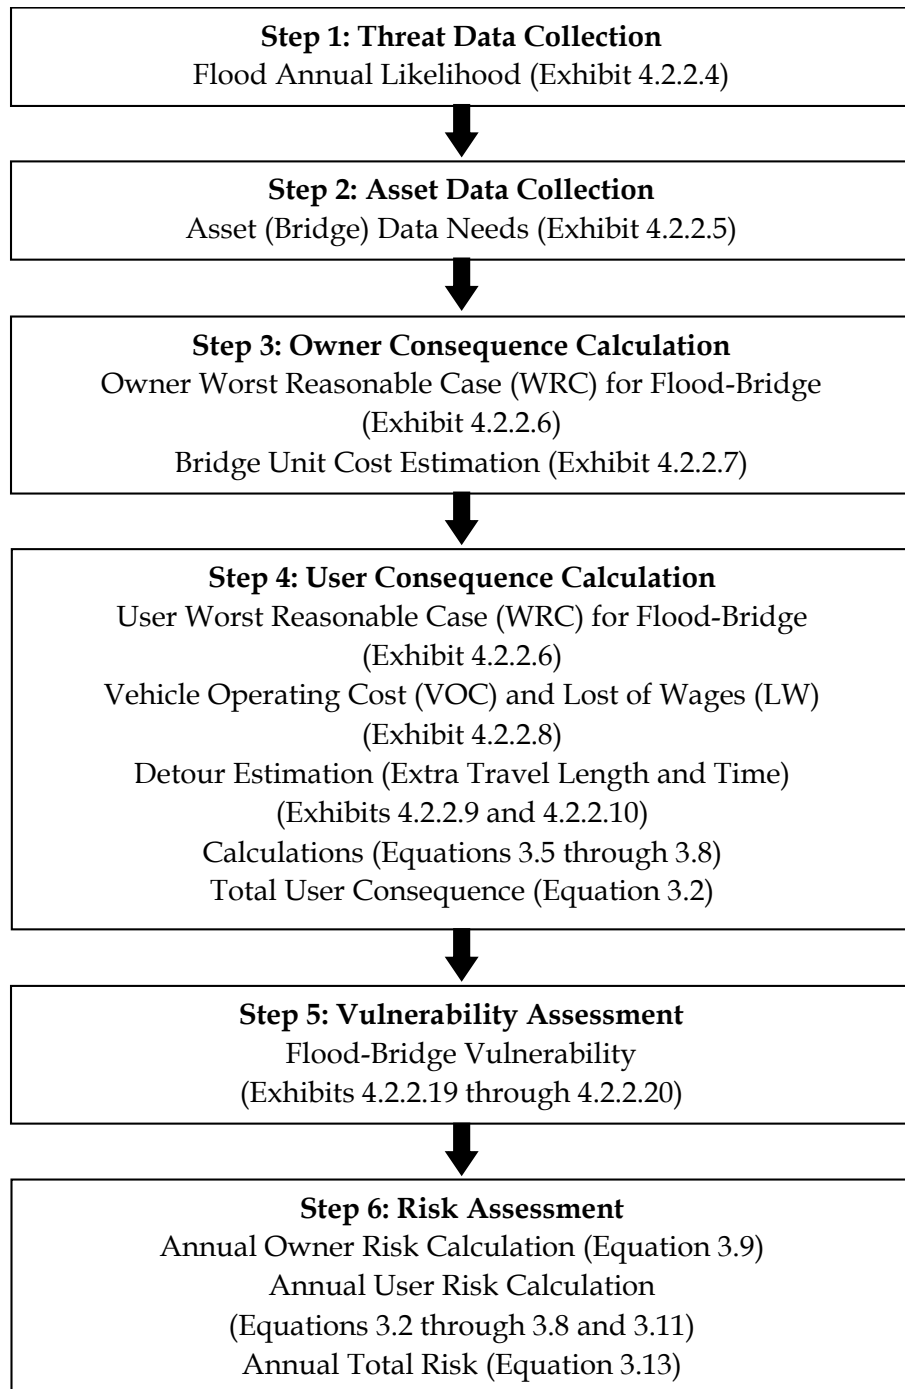 Step 1: Threat Data Collection
Flood Annual Likelihood (Exhibit 4.2.2.4)
Step 2: Asset Data Collection
Asset (Bridge) Data Needs (Exhibit 4.2.2.5)
Step 3: Owner Consequence Calculation
Owner Worst Reasonable Case (WRC) for Flood-Bridge
(Exhibit 4.2.2.6)
Bridge Unit Cost Estimation (Exhibit 4.2.2.7)
Step 4: User Consequence Calculation
User Worst Reasonable Case (WRC) for Flood-Bridge
(Exhibit 4.2.2.6)
Vehicle Operating Cost (VOC) and Lost of Wages (LW)
(Exhibit 4.2.2.8)
Detour Estimation (Extra Travel Length and Time)
(Exhibits 4.2.2.9 and 4.2.2.10)
Calculations (Equations 3.5 through 3.8)
Total User Consequence (Equation 3.2)
Step 5: Vulnerability Assessment
Flood-Bridge Vulnerability
(Exhibits 4.2.2.19 through 4.2.2.20)
Step 6: Risk Assessment
Annual Owner Risk Calculation (Equation 3.9)
Annual User Risk Calculation
(Equations 3.2 through 3.8 and 3.11)
Annual Total Risk (Equation 3.13)